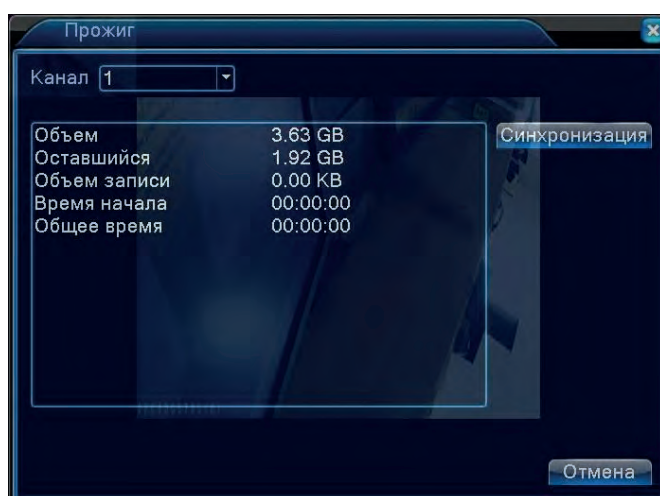 Прожиг
Канал 1
Объем 3.63 GB
Синхронизация
Оставшийся 1.92 GB
Объем записи 0.00 KB
Время начала 00:00:00
Общее время 00:00:00
Отмена